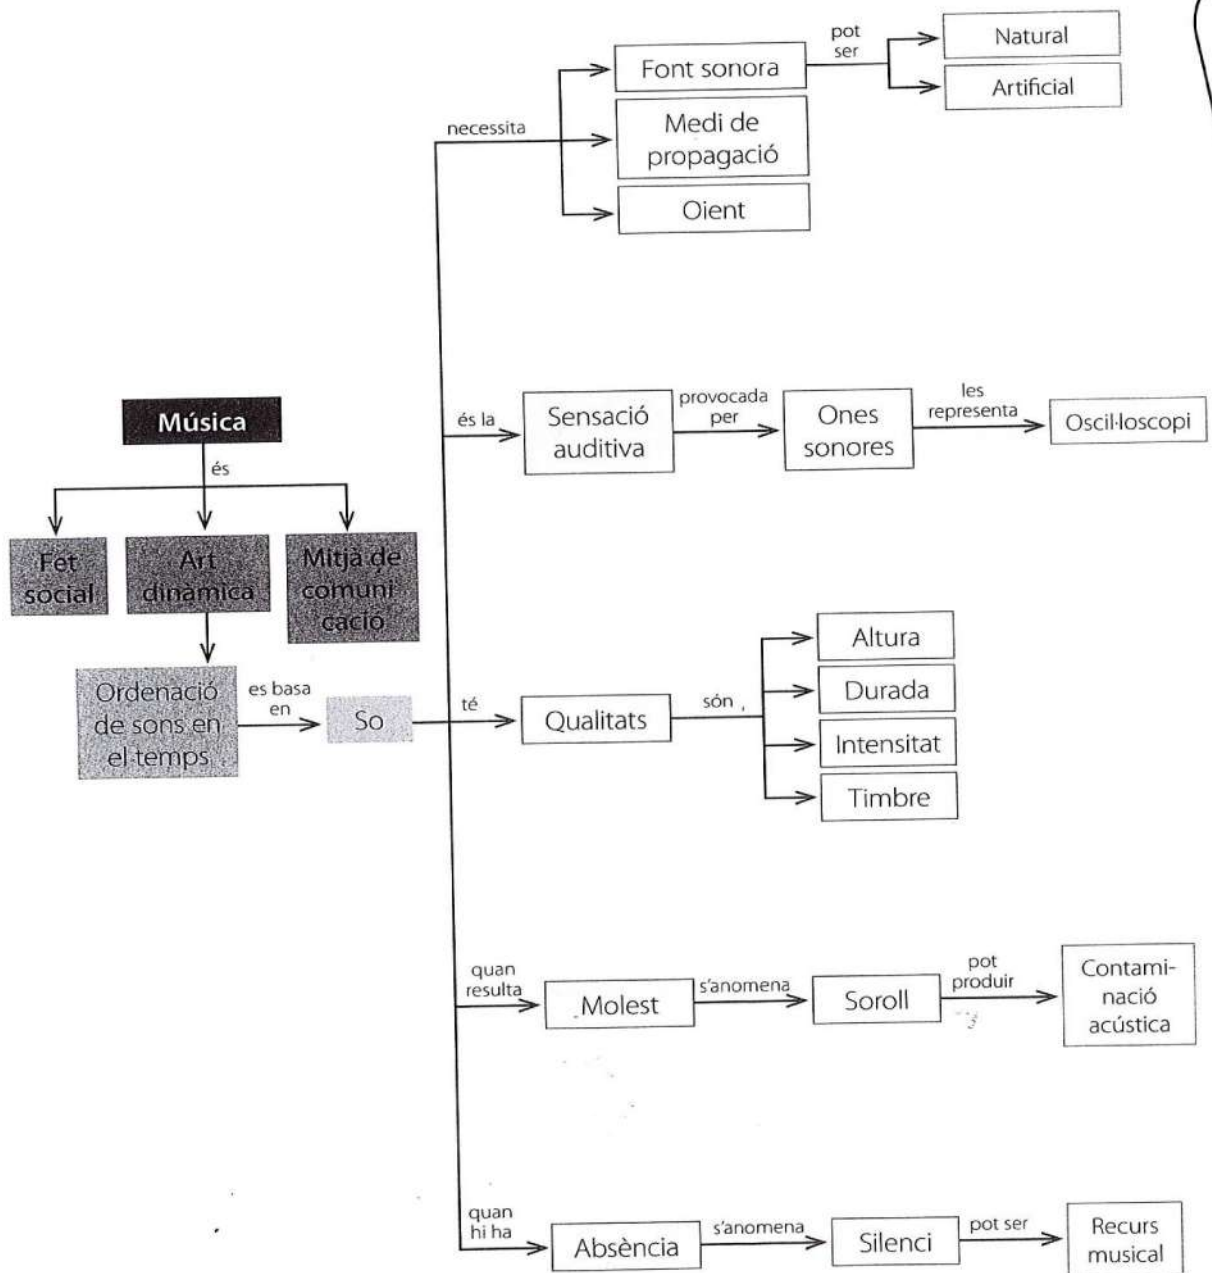 Música
és
Fet
social
Art
dinàmica
Mitjà de
comuni
cació
Ordenació
de sons en
el temps
es basa
en
So
necessita
Font sonora
pot
ser
Natural
Artificial
Medi de
propagació
Oient
és la
Sensació
auditiva
provocada
per
Ones
sonores
les
representa
Oscil·loscopi
té
Qualitats
són
Altura
Durada
Intensitat
Timbre
quan
resulta
Molest
s'anomena
Soroll
pot
produir
Contami-
nació
acústica
quan
hi ha
Absència
s'anomena
Silenci
pot ser
Recurs
musical